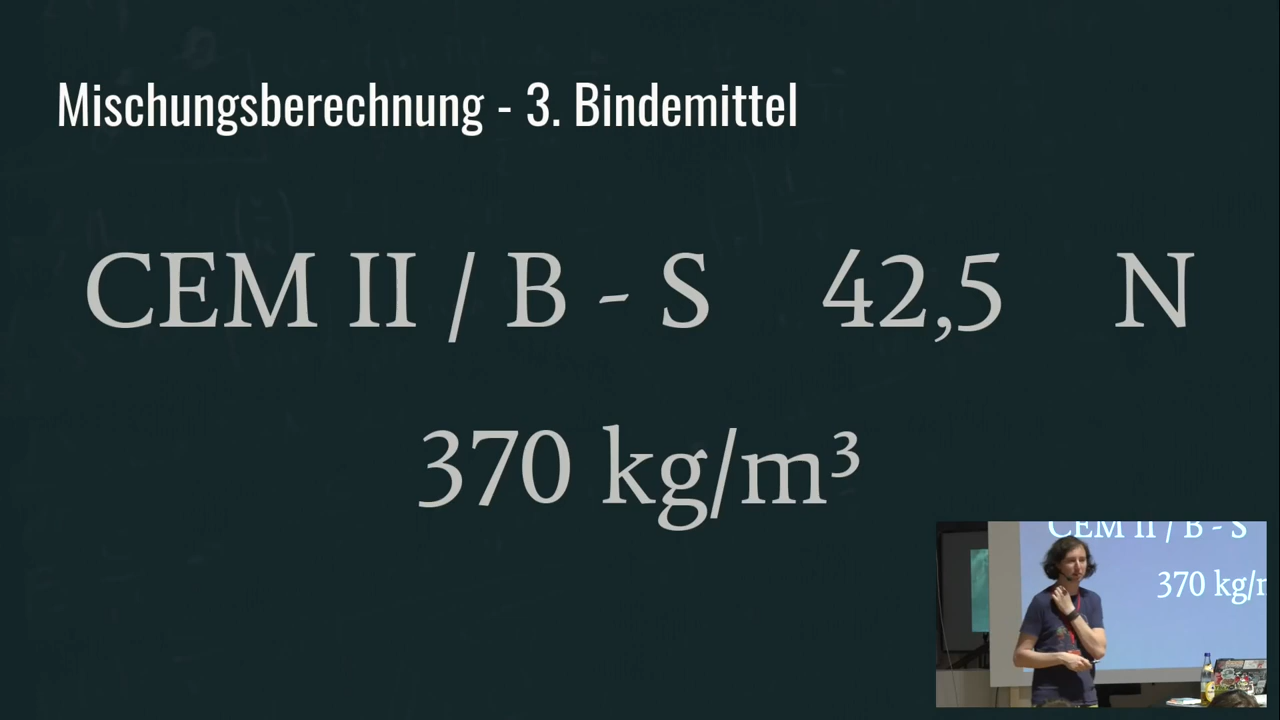 Mischungsberechnung - 3. Bindemittel
CEM II / B - S 42,5 N
370 kg/m³
CEM II / B - S
370 kg/